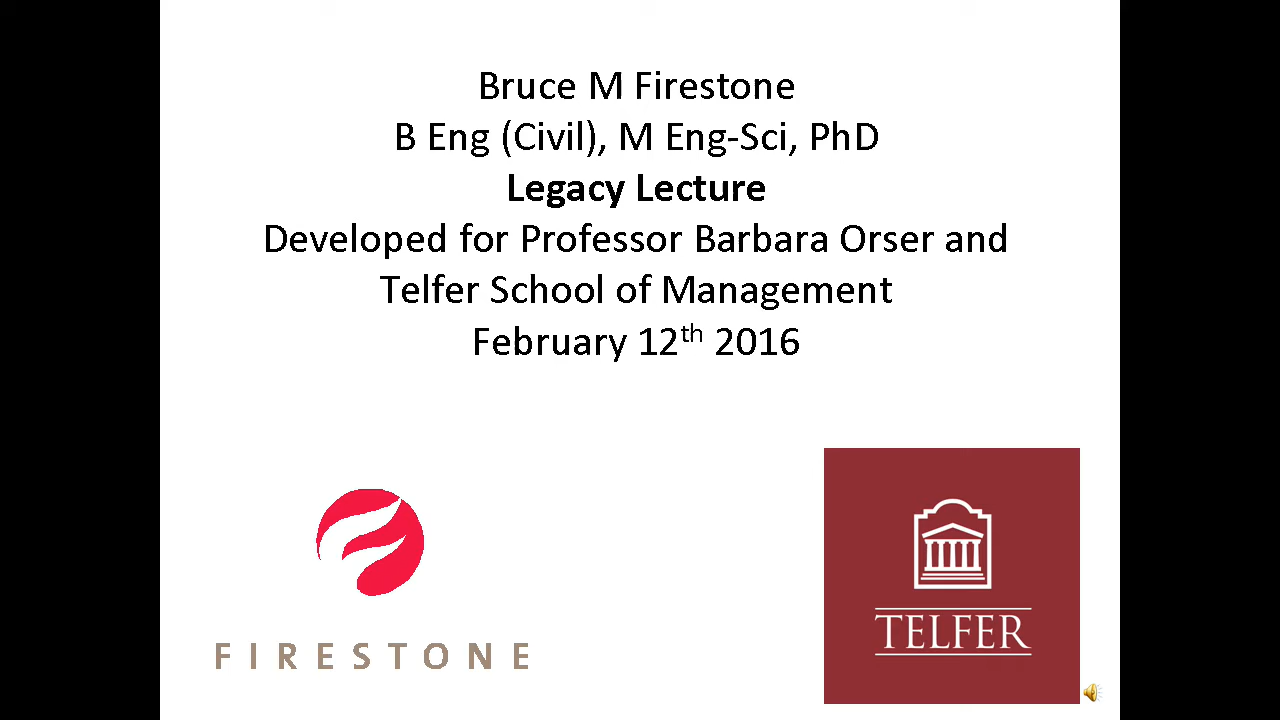 Bruce M Firestone
B Eng (Civil), M Eng-Sci, PhD
Legacy Lecture
Developed for Professor Barbara Orser and
Telfer School of Management
February 12th 2016
FIRESTONE
TELFER